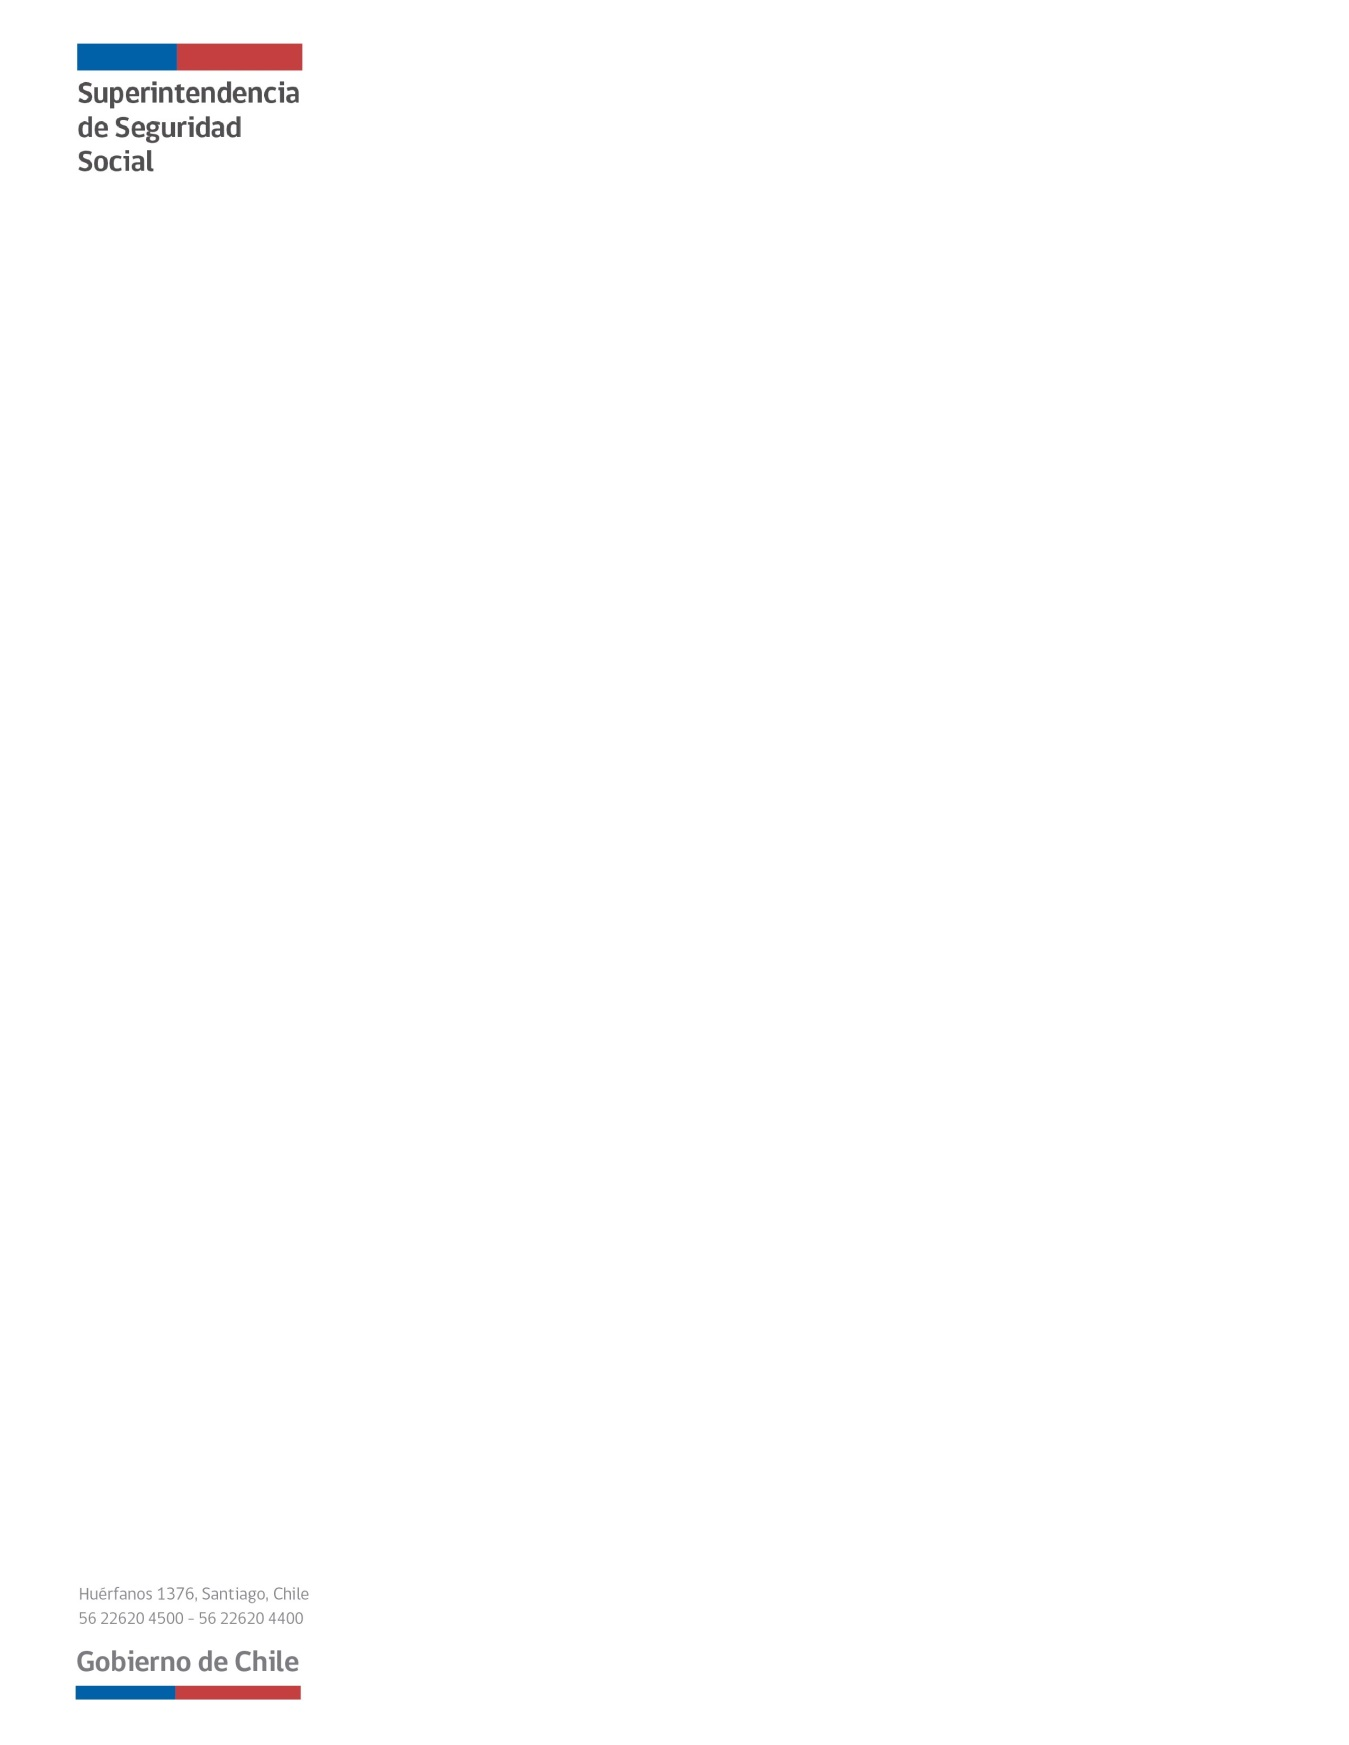 Superintendencia
de Seguridad
Social
Huérfanos 1376, Santiago, Chile
56 22620 4500 - 56 22620 4400
Gobierno de Chile